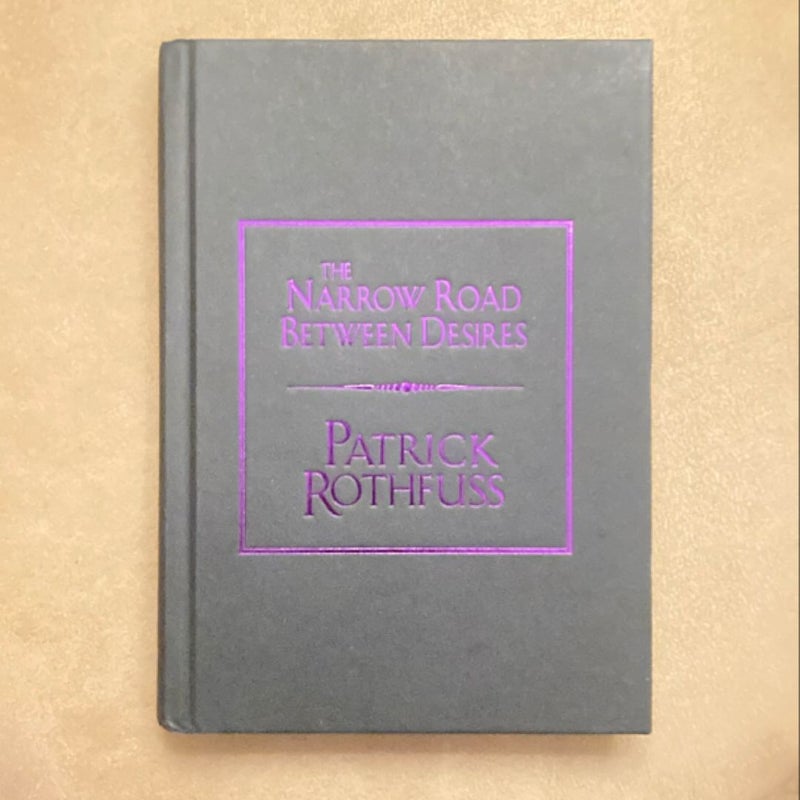 THE
NARROW ROAD
BETWEEN DESIRES
PATRICK
ROTHFUSS